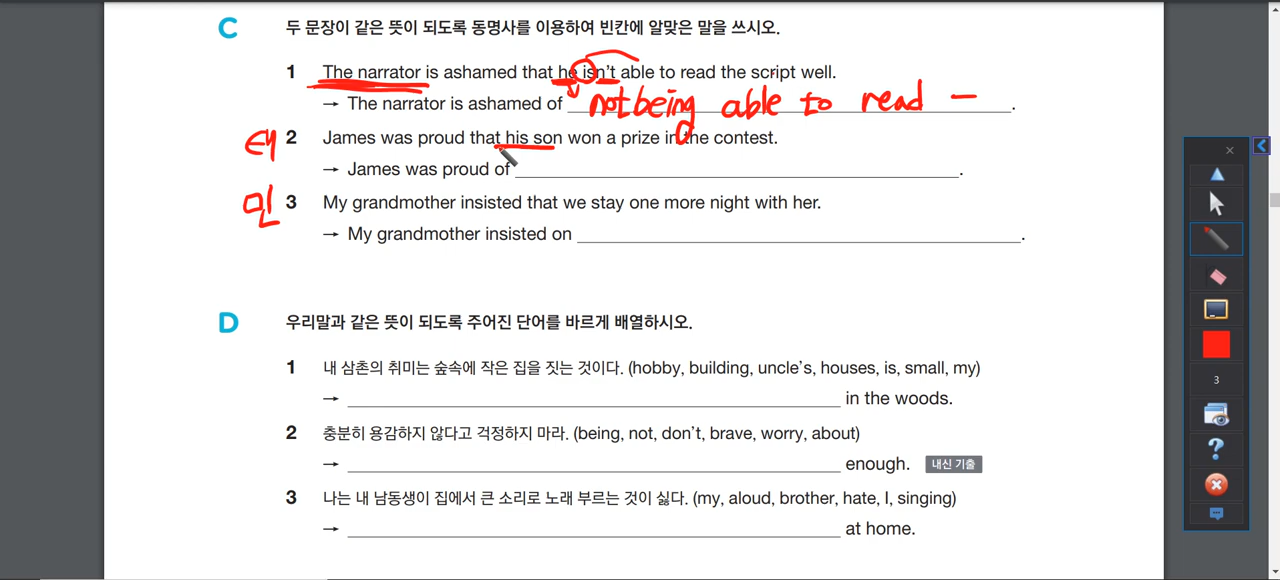 C 두 문장이 같은 뜻이 되도록 동명사를 이용하여 빈칸에 알맞은 말을 쓰시오.
1 The narrator is ashamed that he isn't able to read the script well.
→ The narrator is ashamed of not being able to read – .
태 2 James was proud that his son won a prize in the contest.
→ James was proud of .
민 3 My grandmother insisted that we stay one more night with her.
→ My grandmother insisted on .
D 우리말과 같은 뜻이 되도록 주어진 단어를 바르게 배열하시오.
1 내 삼촌의 취미는 숲속에 작은 집을 짓는 것이다. (hobby, building, uncle's, houses, is, small, my)
→ in the woods.
2 충분히 용감하지 않다고 걱정하지 마라. (being, not, don't, brave, worry, about)
→ enough. 내신 기출
3 나는 내 남동생이 집에서 큰 소리로 노래 부르는 것이 싫다. (my, aloud, brother, hate, I, singing)
→ at home.
3